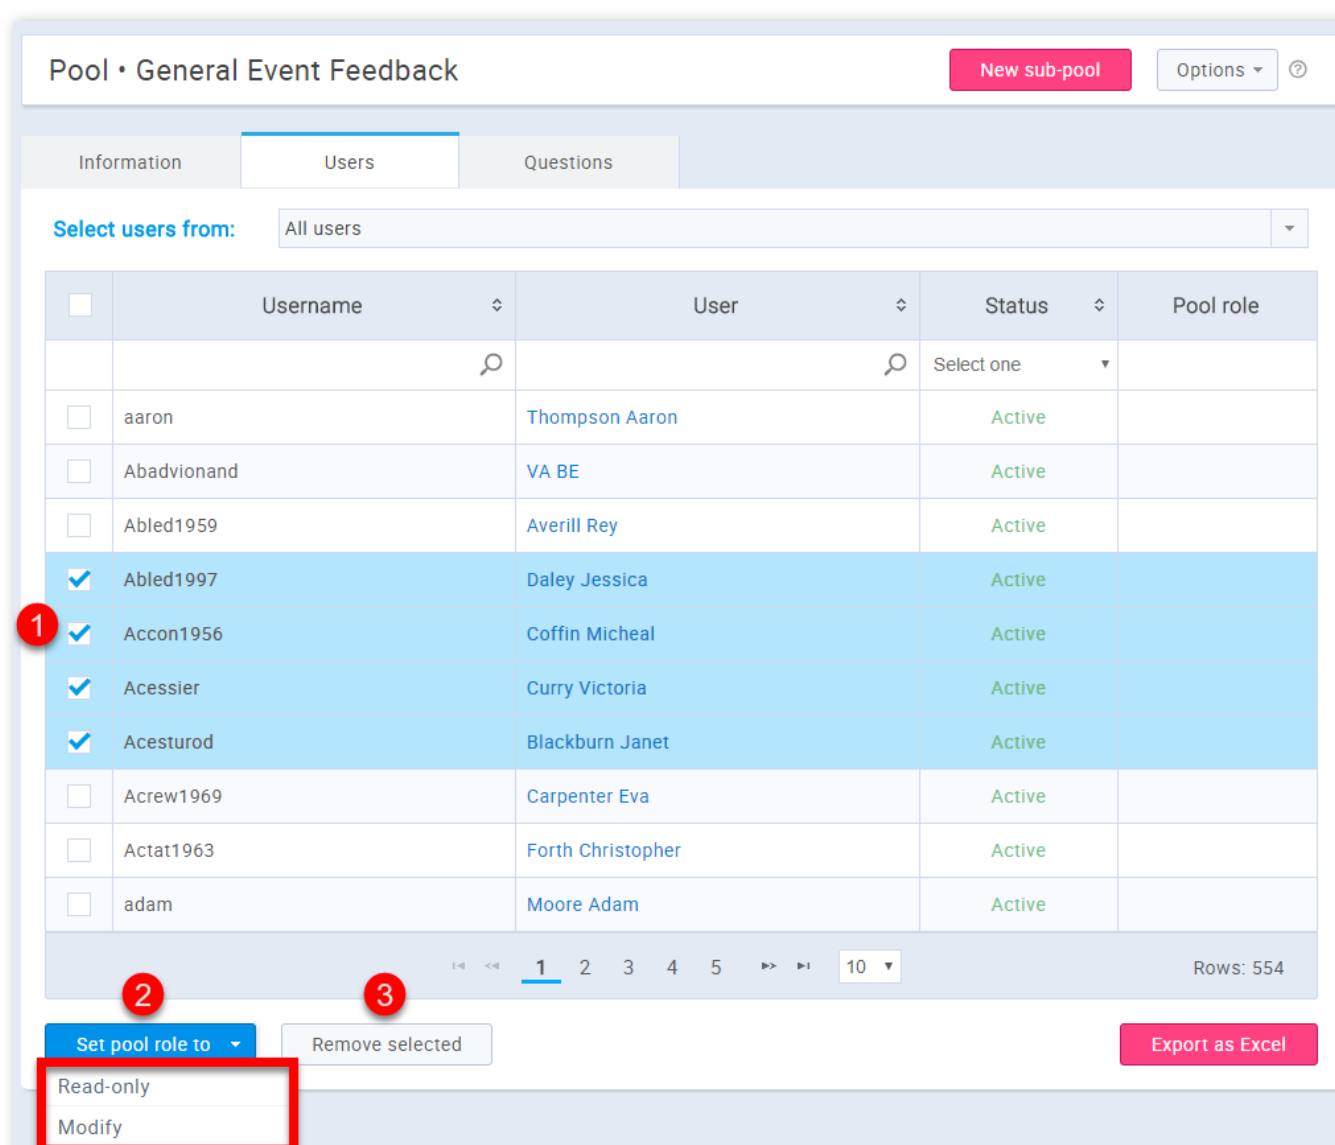 Pool • General Event Feedback New sub-pool Options
Information Users Questions
Select users from: All users
Username User Status Pool role
Select one
aaron Thompson Aaron Active
Abadvionand VA BE Active
Abled1959 Averill Rey Active
Abled1997 Daley Jessica Active
1 Accon1956 Coffin Micheal Active
Acessier Curry Victoria Active
Acesturod Blackburn Janet Active
Acrew1969 Carpenter Eva Active
Actat1963 Forth Christopher Active
adam Moore Adam Active
1 2 3 4 5 10 Rows: 554
2 3
Set pool role to Remove selected Export as Excel
Read-only
Modify